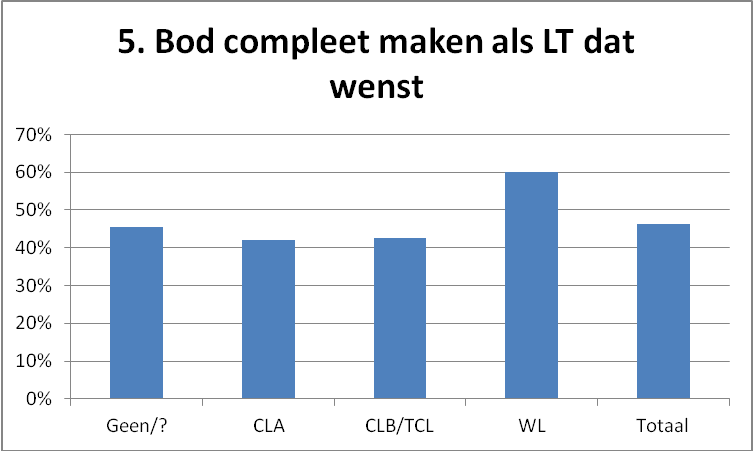 5. Bod compleet maken als LT dat
wenst
70%
60%
50%
40%
30%
20%
10%
0%
Geen/? CLA CLB/TCL WL Totaal